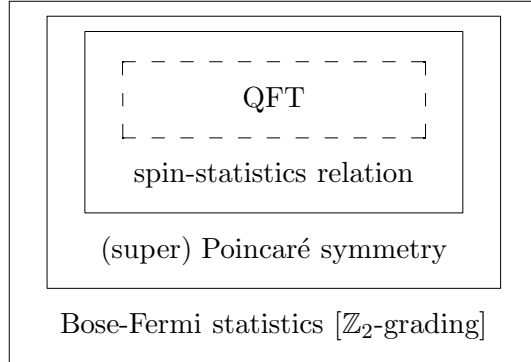 QFT
spin-statistics relation
(super) Poincaré symmetry
Bose-Fermi statistics [ℤ₂-grading]